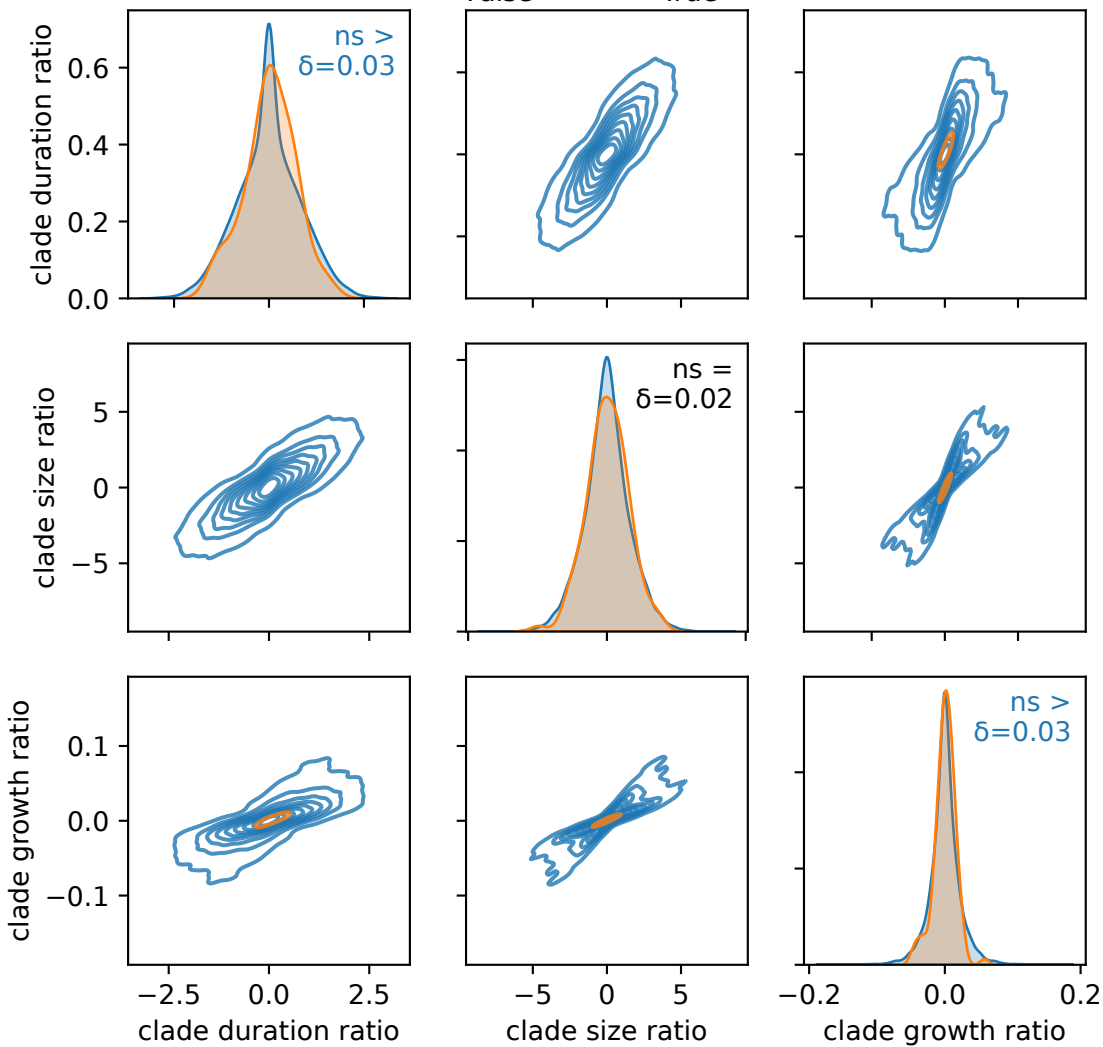 clade duration ratio
0.6
0.4
0.2
0.0
ns >
δ=0.03
clade size ratio
5
0
−5
ns =
δ=0.02
clade growth ratio
0.1
0.0
−0.1
ns >
δ=0.03
−2.5 0.0 2.5
−5 0 5
−0.2 0.0 0.2
clade duration ratio
clade size ratio
clade growth ratio